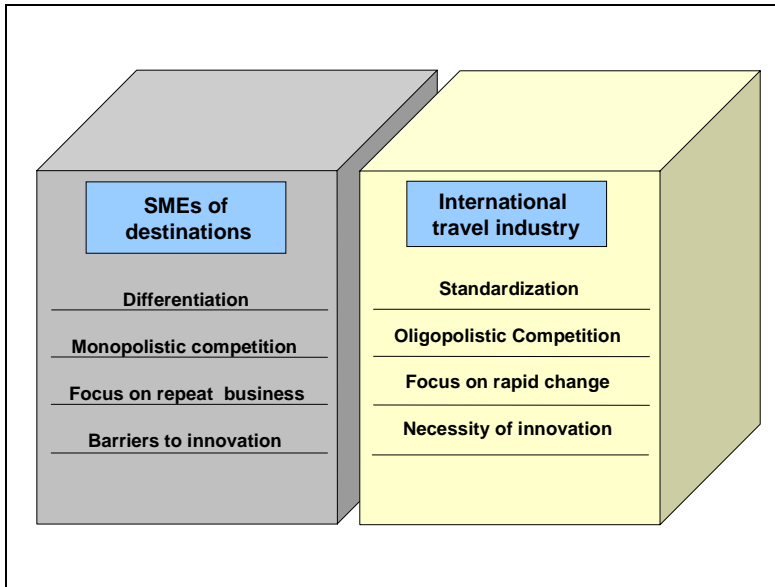 SMEs of
destinations
Differentiation
Monopolistic competition
Focus on repeat business
Barriers to innovation
International
travel industry
Standardization
Oligopolistic Competition
Focus on rapid change
Necessity of innovation